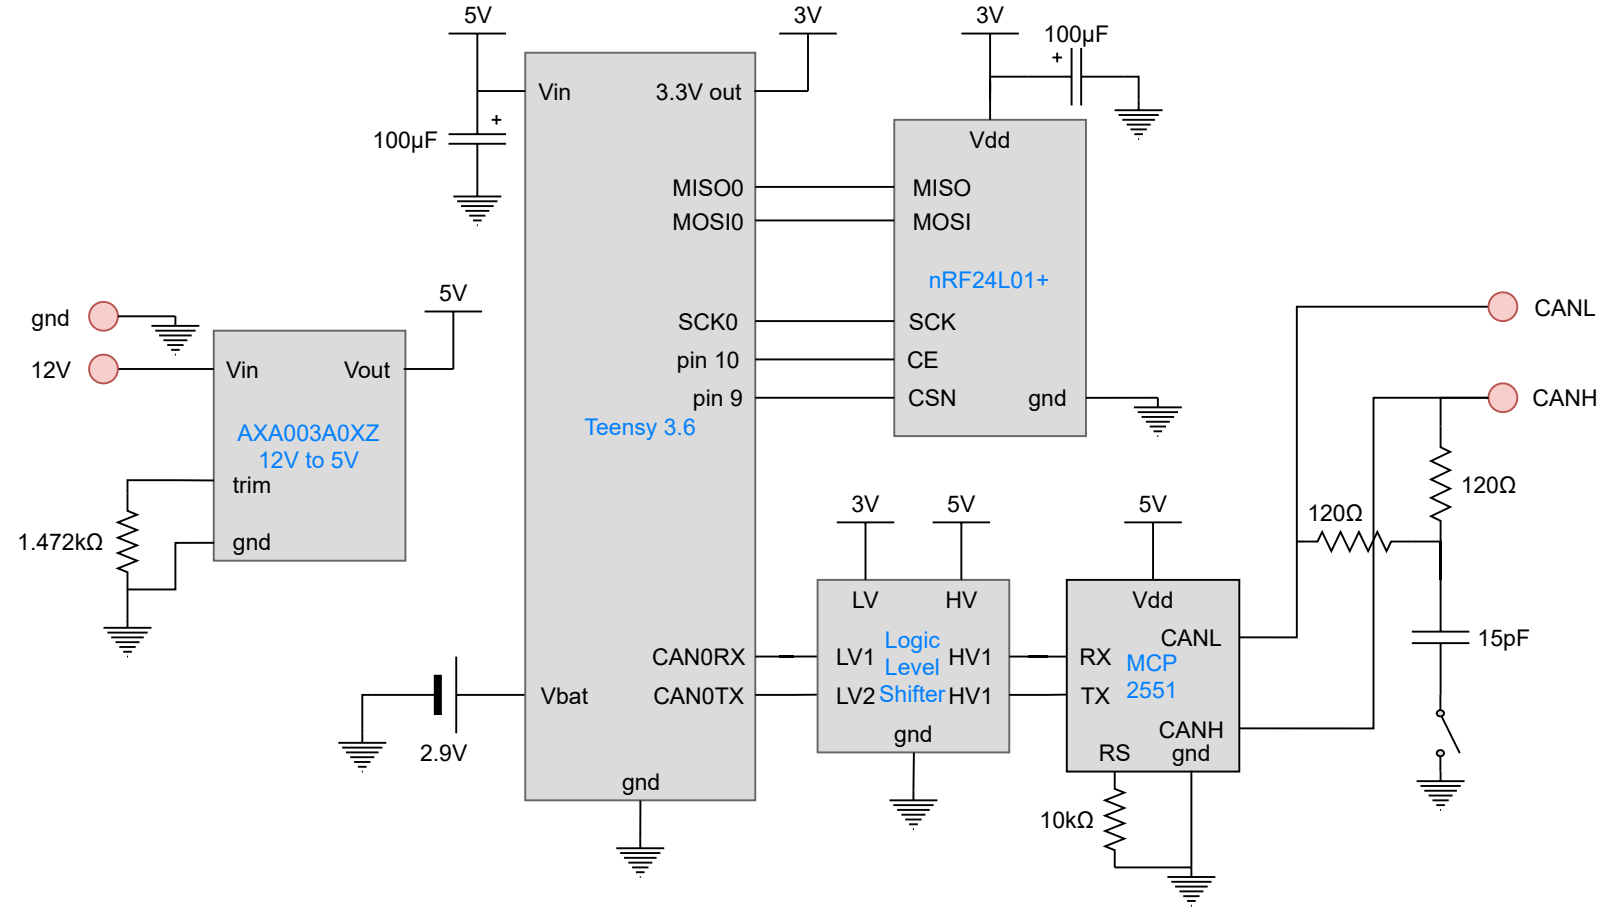 5V
3V
3V
100µF
Vin
3.3V out
100µF
Vdd
MISO0
MISO
MOSI0
MOSI
nRF24L01+
gnd
5V
CANL
SCK0
SCK
12V
Vin
Vout
pin 10
CE
pin 9
CSN
gnd
CANH
Teensy 3.6
AXA003A0XZ
12V to 5V
trim
120Ω
1.472kΩ
gnd
3V
5V
5V
120Ω
LV
HV
Vdd
CAN0RX
LV1
Logic
Level
Shifter
HV1
RX
MCP
2551
CANL
15pF
Vbat
CAN0TX
LV2
HV1
TX
2.9V
gnd
CANH
RS
gnd
gnd
10kΩ
+
+